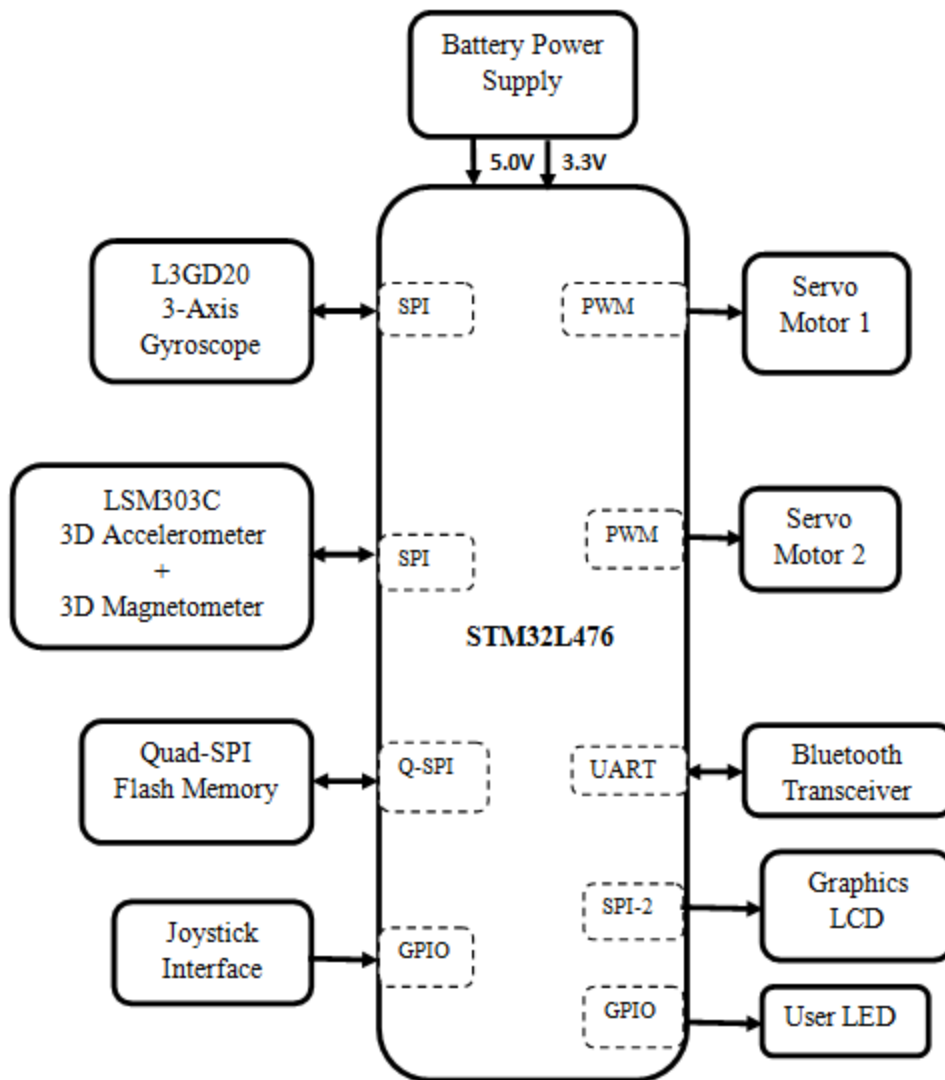 Battery Power
Supply
5.0V
3.3V
L3GD20
3-Axis
Gyroscope
SPI
PWM
Servo
Motor 1
LSM303C
3D Accelerometer
+
3D Magnetometer
SPI
PWM
Servo
Motor 2
STM32L476
Quad-SPI
Flash Memory
Q-SPI
UART
Bluetooth
Transceiver
SPI-2
Graphics
LCD
Joystick
Interface
GPIO
GPIO
User LED